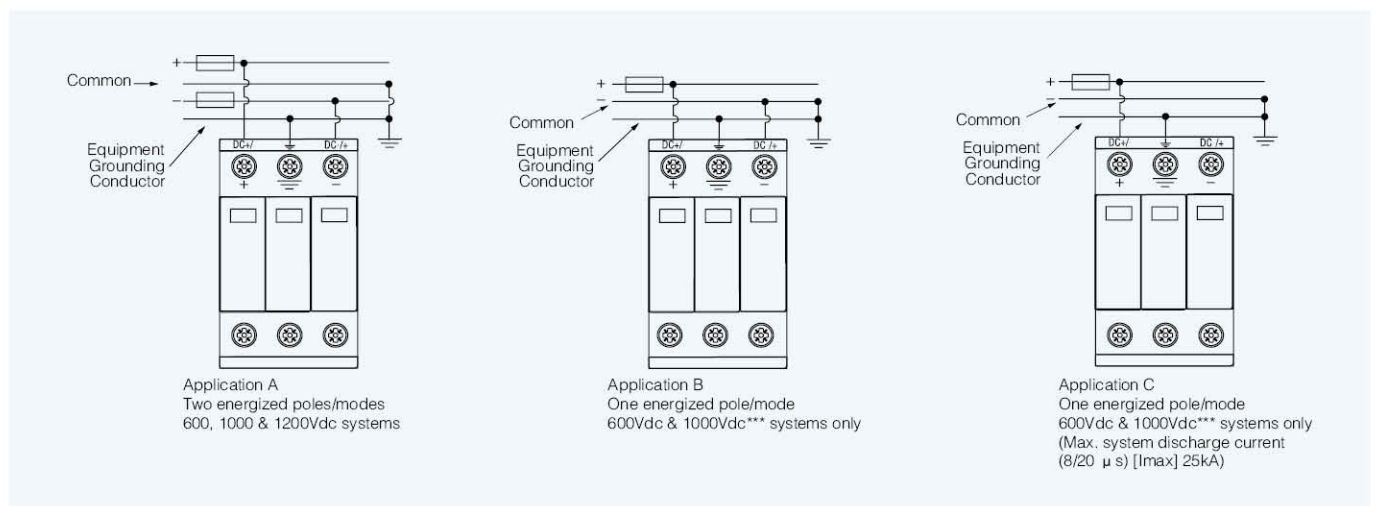 +
Common
−
Equipment
Grounding
Conductor
DC+/ DC-/+
+ −
Application A
Two energized poles/modes
600, 1000 & 1200Vdc systems
+
−
Common
Equipment
Grounding
Conductor
DC+/ DC /+
+ −
Application B
One energized pole/mode
600Vdc & 1000Vdc*** systems only
+
−
Common
Equipment
Grounding
Conductor
DC+/ DC /+
+ −
Application C
One energized pole/mode
600Vdc & 1000Vdc*** systems only
(Max. system discharge current
(8/20 μ s) [Imax] 25kA)